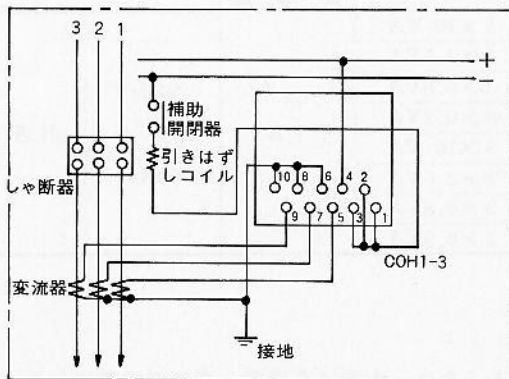 3 2 1
+
−
補助
開閉器
引きはず
しコイル
10 8 6 4 2
9 7 5 3 1
しゃ断器
COH1-3
変流器
接地